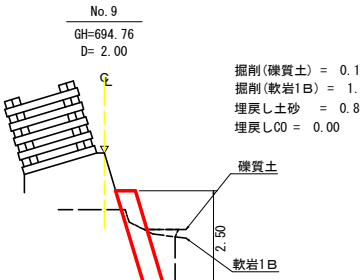 No.9
GH=694.76
D= 2.00
掘削(礫質土) = 0.1
掘削(軟岩1B) = 1.
埋戻し土砂 = 0.8
埋戻しCO = 0.00
礫質土
2.50
軟岩1B